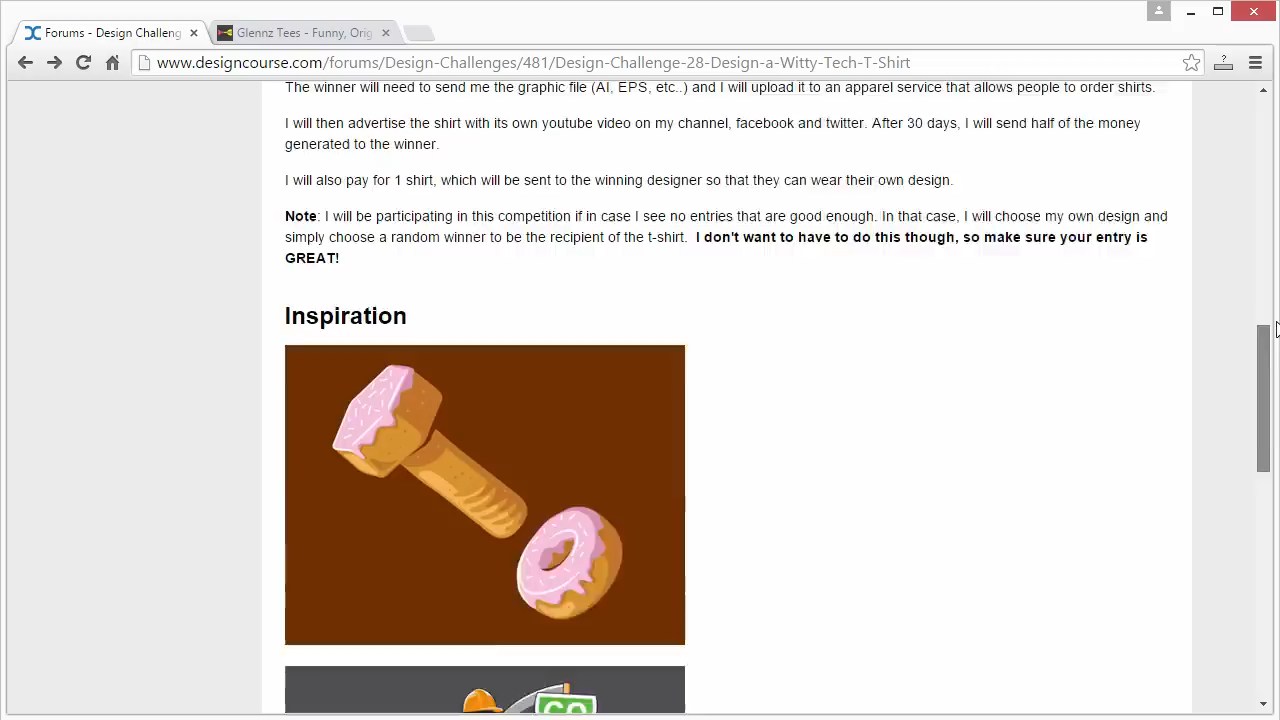 Forums - Design Challeng
Glennz Tees - Funny, Orig
www.designcourse.com/forums/Design-Challenges/481/Design-Challenge-28-Design-a-Witty-Tech-T-Shirt
The winner will need to send me the graphic file (AI, EPS, etc..) and I will upload it to an apparel service that allows people to order shirts.
I will then advertise the shirt with its own youtube video on my channel, facebook and twitter. After 30 days, I will send half of the money
generated to the winner.
I will also pay for 1 shirt, which will be sent to the winning designer so that they can wear their own design.
Note: I will be participating in this competition if in case I see no entries that are good enough. In that case, I will choose my own design and
simply choose a random winner to be the recipient of the t-shirt. I don't want to have to do this though, so make sure your entry is
GREAT!
Inspiration
GO